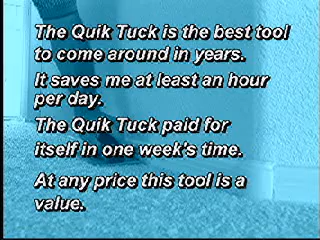 The Quik Tuck is the best tool
to come around in years.
It saves me at least an hour
per day.
The Quik Tuck paid for
itself in one week's time.
At any price this tool is a
value.